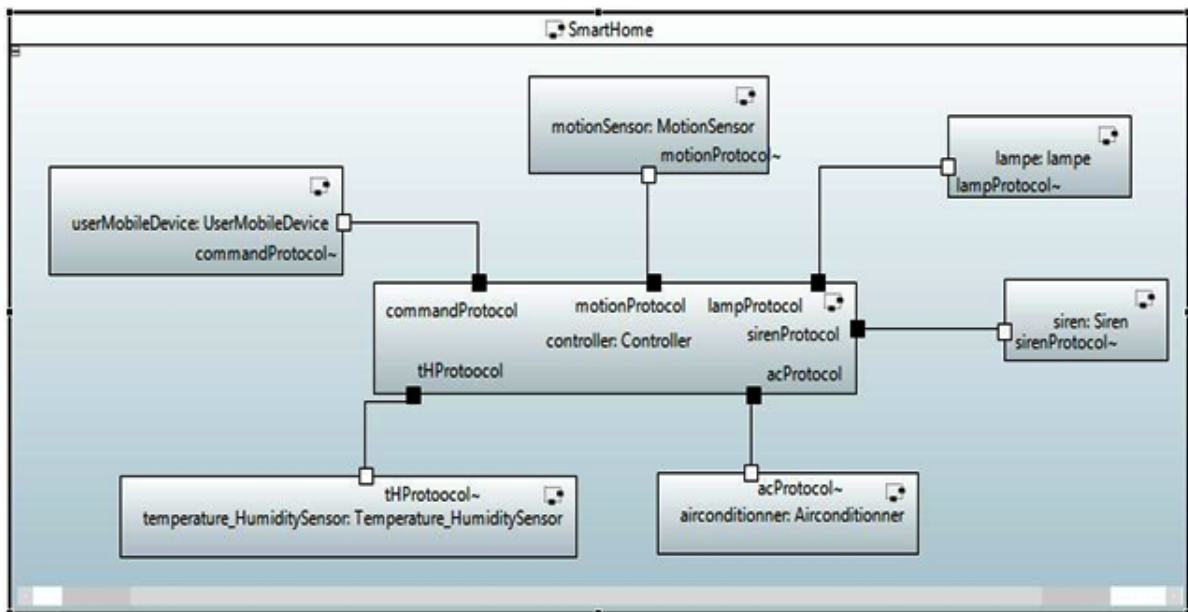 SmartHome
motionSensor: MotionSensor
motionProtocol~
lampe: lampe
lampProtocol~
userMobileDevice: UserMobileDevice
commandProtocol~
commandProtocol
motionProtocol
lampProtocol
sirenProtocol
controller: Controller
siren: Siren
sirenProtocol~
tHProtoocol
acProtocol
tHProtoocol~
temperature_HumiditySensor: Temperature_HumiditySensor
acProtocol~
airconditionner: Airconditionner